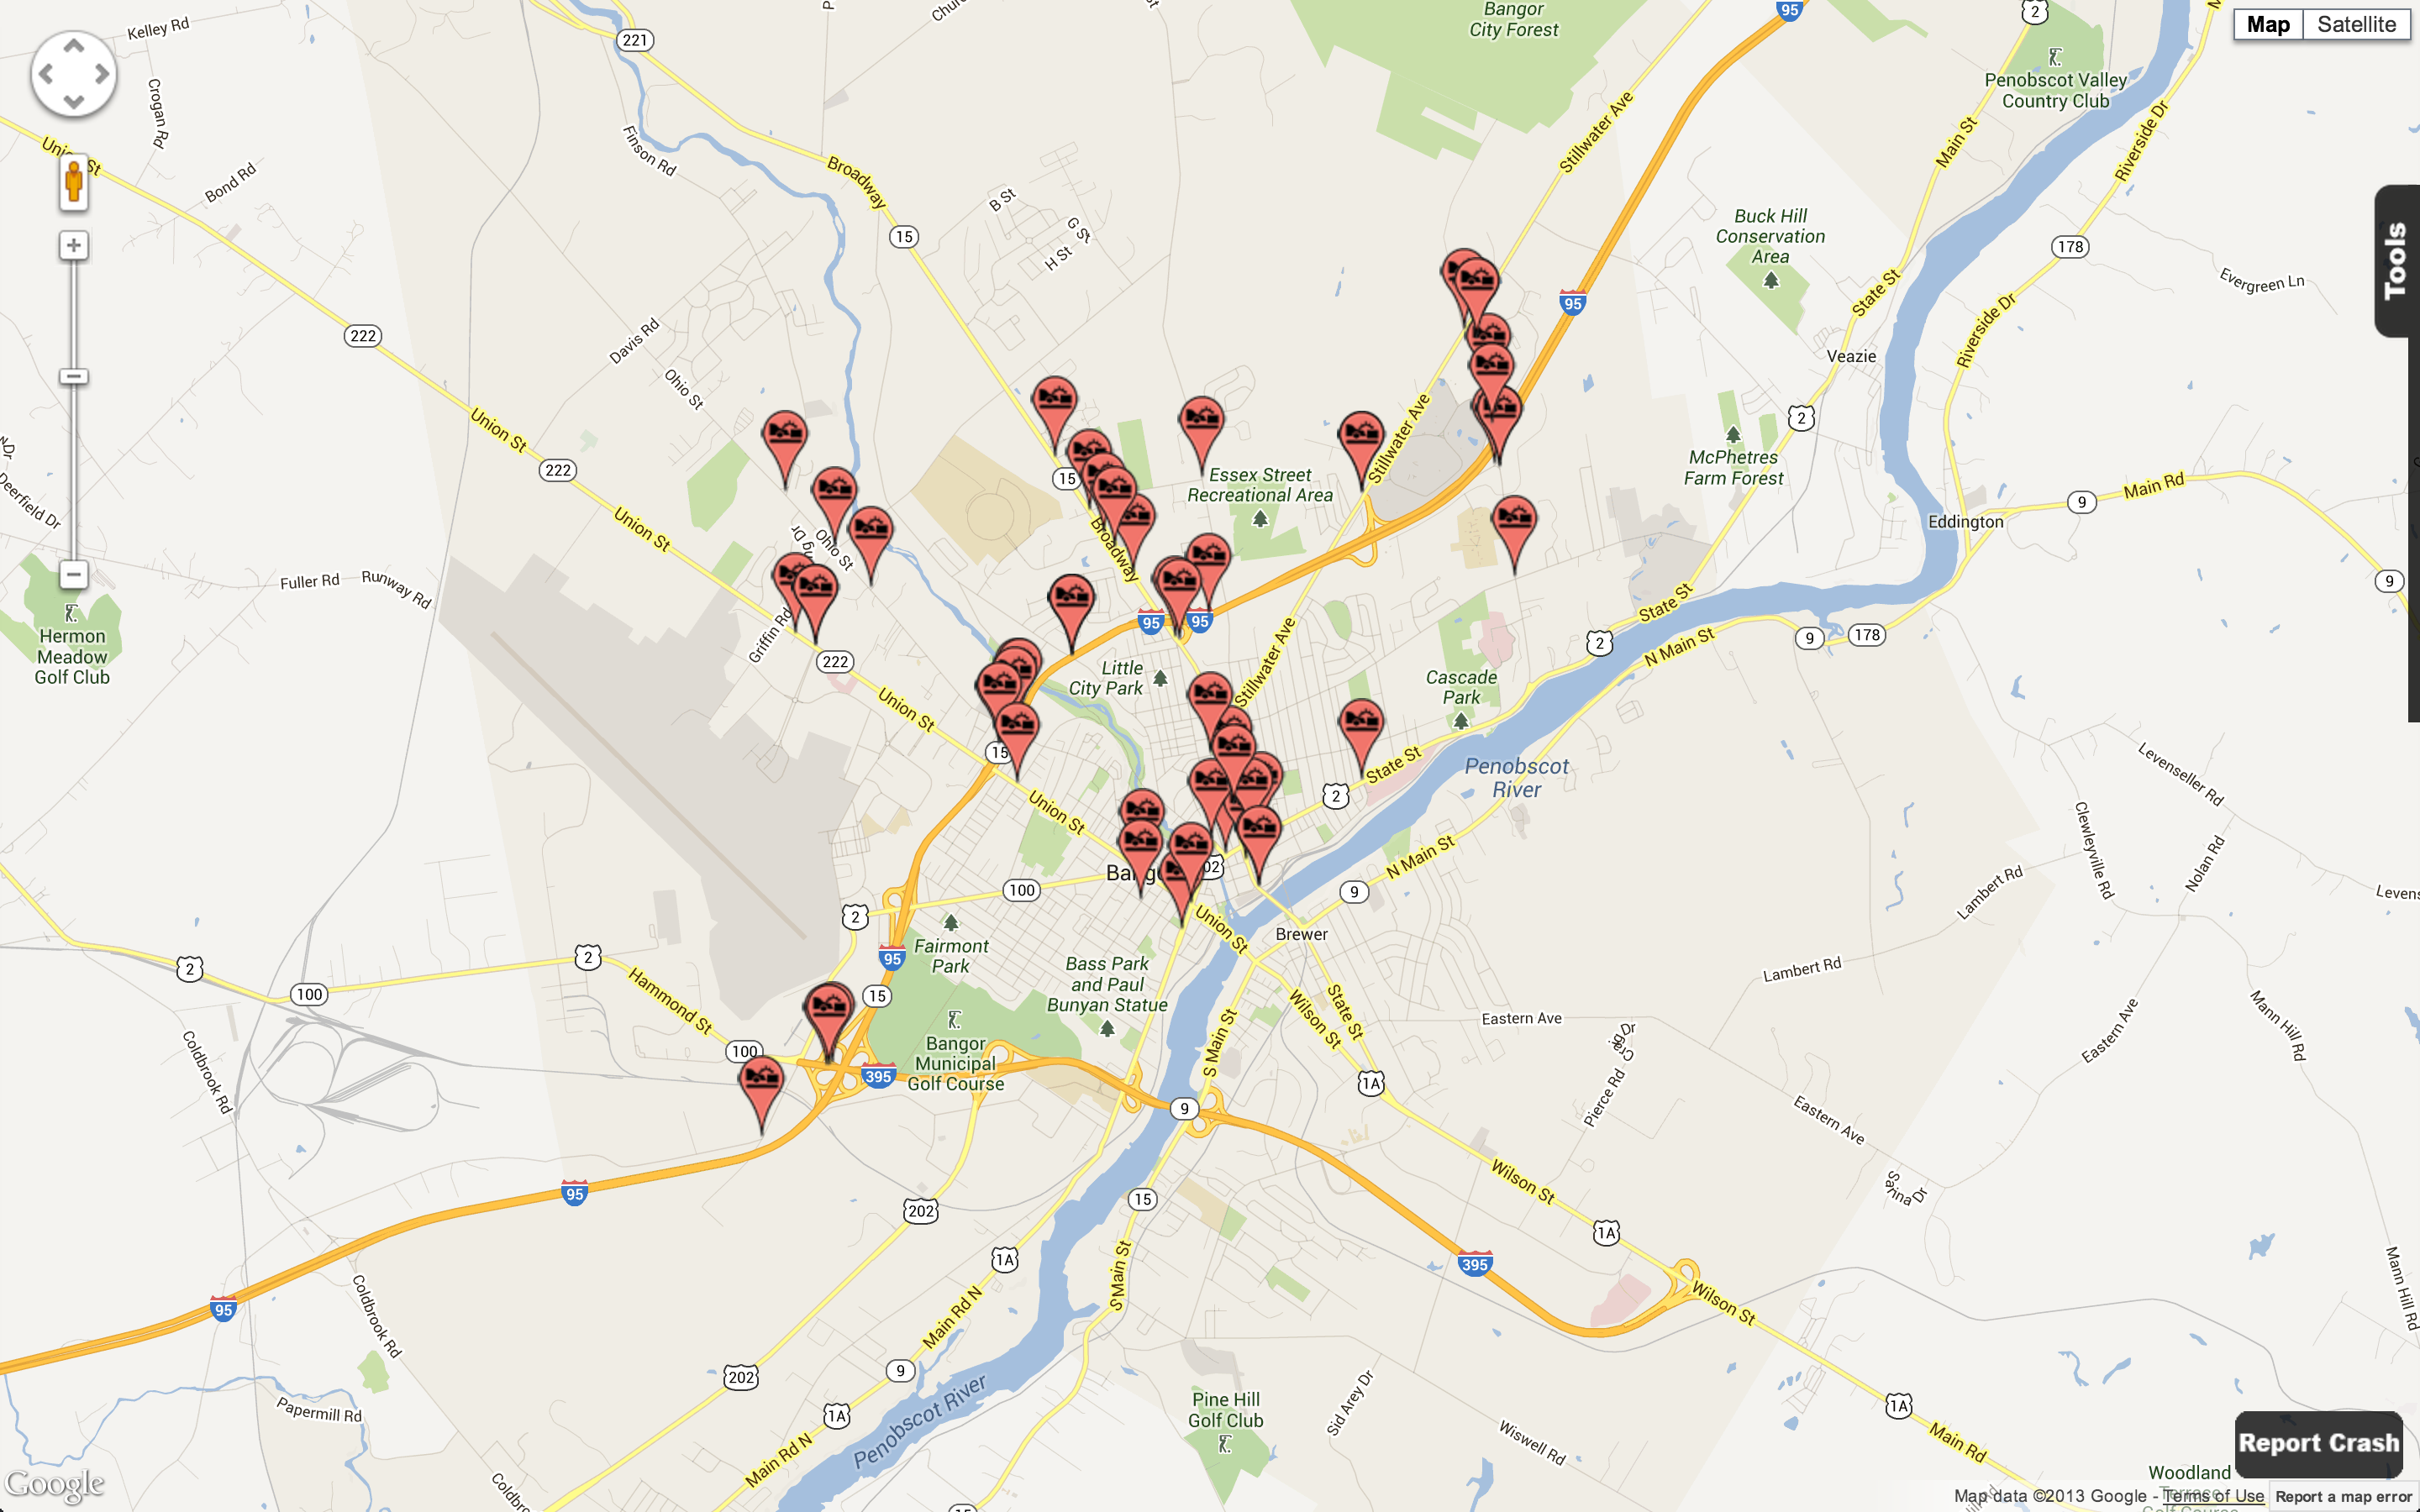 Kelley Rd
221
95
Bangor
City Forest
2
Map
Satellite
Crogan Rd
Finson Rd
Stillwater Ave
Penobscot Valley
Country Club
Union St
Bond Rd
Broadway
Main St
Riverside Dr
B St
G St
H St
15
Buck Hill
Conservation
Area
178
Evergreen Ln
Tools
State St
Riverside Dr
95
222
Davis Rd
Ohio St
Veazie
2
Union St
222
15
Stillwater Ave
Essex Street
Recreational Area
McPhetres
Farm Forest
Main Rd
9
Eddington
Deerfield Dr
Union St
Ohio St
Broadway
Fuller Rd
Runway Rd
9
State St
Hermon
Meadow
Golf Club
Griffin Rd
95
95
2
9
178
N Main St
222
Little
City Park
Stillwater Ave
Cascade
Park
Union St
15
State St
Penobscot
River
2
Levenseller Rd
Union St
Clewleyville Rd
Nolan Rd
N Main St
100
9
Lambert Rd
2
Union St
Brewer
Fairmont
Park
95
2
2
100
Hammond St
15
Bass Park
and Paul
Bunyan Statue
Lambert Rd
State St
Wilson St
Eastern Ave
Eastern Ave
Mann Hill Rd
Coldbrook Rd
100
395
Bangor
Municipal
Golf Course
S Main St
1A
Pierce Rd
9
Eastern Ave
95
202
15
Wilson St
1A
1A
S Main St
395
95
Coldbrook Rd
Main Rd N
Wilson St
Mann Hill Rd
202
9
Papermill Rd
1A
Penobscot River
Pine Hill
Golf Club
Sid Arey Dr
Wiswell Rd
1A
Main Rd
Main Rd N
Report Crash
Woodland
Google
Map data ©2013 Google - Terms of Use
Report a map error